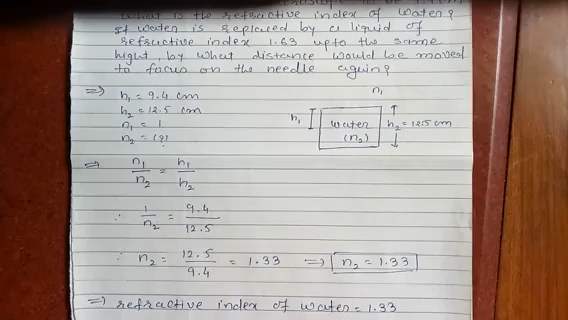 What is the refractive index of water?
If water is replaced by a liquid of
refractive index 1.63 upto the same
hight, by what distance would be moved
to focus on the needle again?
⇒ h₁ = 9.4 cm
h₂ = 12.5 cm
n₁ = 1
n₂ = (?)
n₁
h₁
water
(n₂)
h₂ = 12.5 cm
⇒ n₁/n₂ = h₁/h₂
∴ 1/n₂ = 9.4/12.5
∴ n₂ = 12.5/9.4 = 1.33 ⇒ n₂ = 1.33
⇒ refractive index of water = 1.33